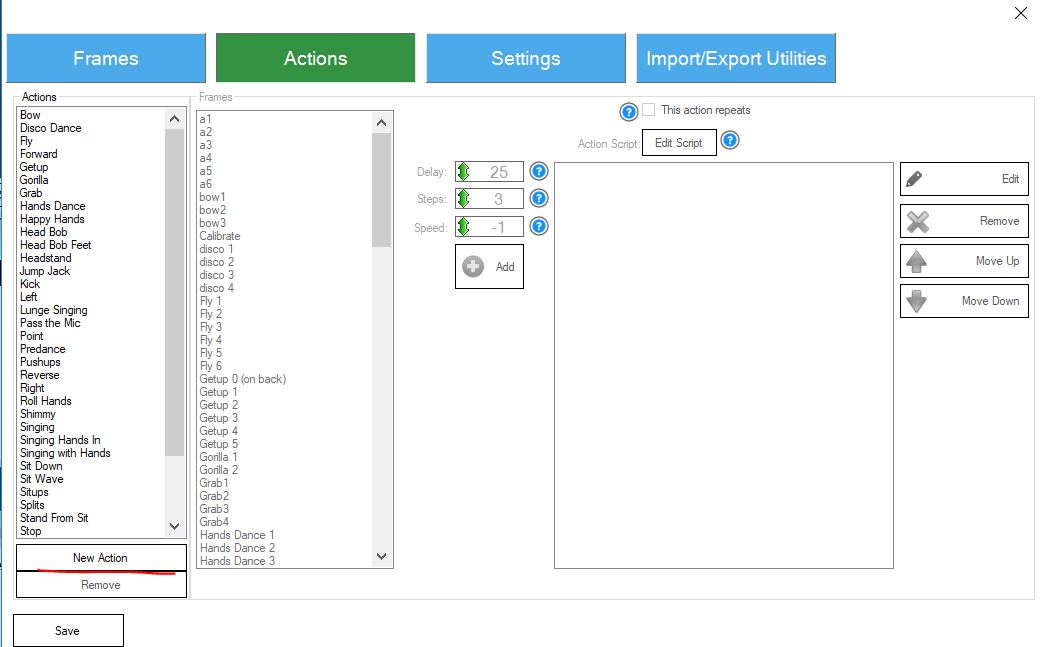 Frames
Actions
Settings
Import/Export Utilities
Actions
Bow
Disco Dance
Fly
Forward
Getup
Gorilla
Grab
Hands Dance
Happy Hands
Head Bob
Head Bob Feet
Headstand
Jump Jack
Kick
Left
Lunge Singing
Pass the Mic
Point
Predance
Pushups
Reverse
Right
Roll Hands
Shimmy
Singing
Singing Hands In
Singing with Hands
Sit Down
Sit Wave
Situps
Splits
Stand From Sit
Stop
New Action
Remove
Save
Frames
a1
a2
a3
a4
a5
a6
bow1
bow2
bow3
Calibrate
disco 1
disco 2
disco 3
disco 4
Fly 1
Fly 2
Fly 3
Fly 4
Fly 5
Fly 6
Getup 0 (on back)
Getup 1
Getup 2
Getup 3
Getup 4
Getup 5
Gorilla 1
Gorilla 2
Grab1
Grab2
Grab3
Grab4
Hands Dance 1
Hands Dance 2
Hands Dance 3
? This action repeats
Action Script: Edit Script ?
Delay: 25 ?
Steps: 3 ?
Speed: -1 ?
Add
Edit
Remove
Move Up
Move Down